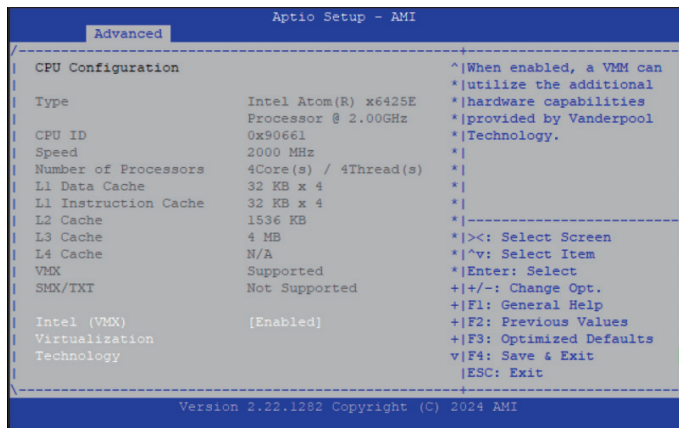 Aptio Setup - AMI
Advanced
/-----------------------------------------------------+-------------------------
| CPU Configuration ^|When enabled, a VMM can
| *|utilize the additional
| Type Intel Atom(R) x6425E *|hardware capabilities
| Processor @ 2.00GHz *|provided by Vanderpool
| CPU ID 0x90661 *|Technology.
| Speed 2000 MHz *|
| Number of Processors 4Core(s) / 4Thread(s) *|
| L1 Data Cache 32 KB x 4 *|
| L1 Instruction Cache 32 KB x 4 *|
| L2 Cache 1536 KB *|-------------------------
| L3 Cache 4 MB *|><: Select Screen
| L4 Cache N/A *|^v: Select Item
| VMX Supported *|Enter: Select
| SMX/TXT Not Supported +|+/-: Change Opt.
| +|F1: General Help
| Intel (VMX) [Enabled] +|F2: Previous Values
| Virtualization +|F3: Optimized Defaults
| Technology v|F4: Save & Exit
| |ESC: Exit
\-----------------------------------------------------+-------------------------
Version 2.22.1282 Copyright (C) 2024 AMI